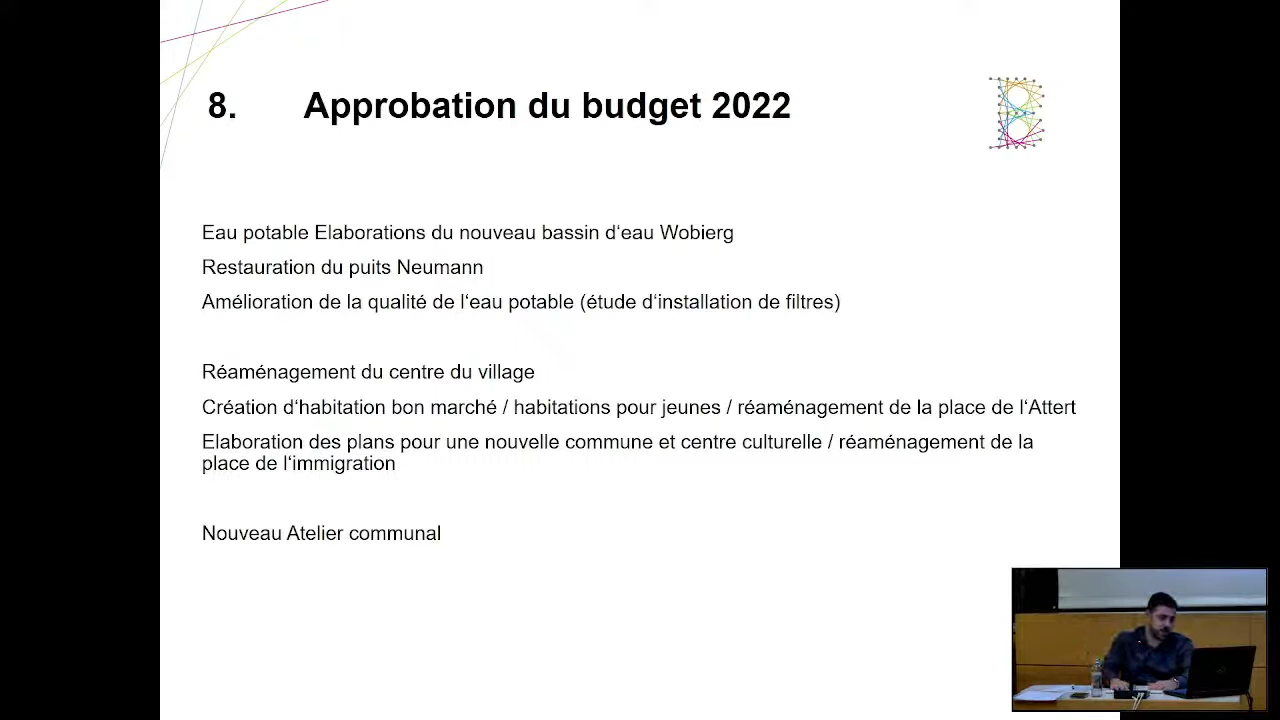 8. Approbation du budget 2022
Eau potable Elaborations du nouveau bassin d‘eau Wobierg
Restauration du puits Neumann
Amélioration de la qualité de l‘eau potable (étude d‘installation de filtres)
Réaménagement du centre du village
Création d‘habitation bon marché / habitations pour jeunes / réaménagement de la place de l‘Attert
Elaboration des plans pour une nouvelle commune et centre culturelle / réaménagement de la
place de l‘immigration
Nouveau Atelier communal